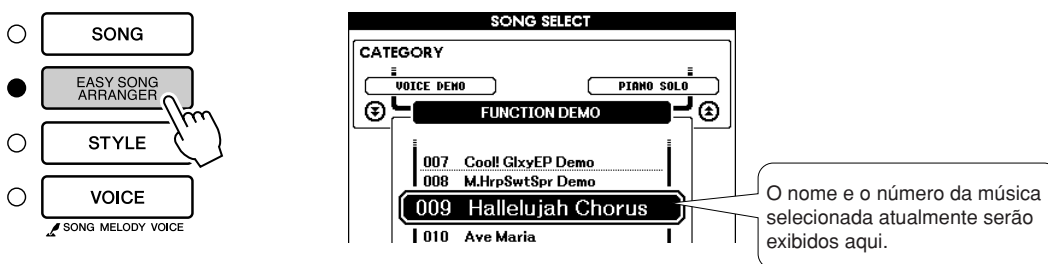 SONG
EASY SONG
ARRANGER
STYLE
VOICE
SONG MELODY VOICE
SONG SELECT
CATEGORY
VOICE DEMO
PIANO SOLO
FUNCTION DEMO
007 Cool! GlxyEP Demo
008 M.HrpSwtSpr Demo
009 Hallelujah Chorus
010 Ave Maria
O nome e o número da música
selecionada atualmente serão
exibidos aqui.